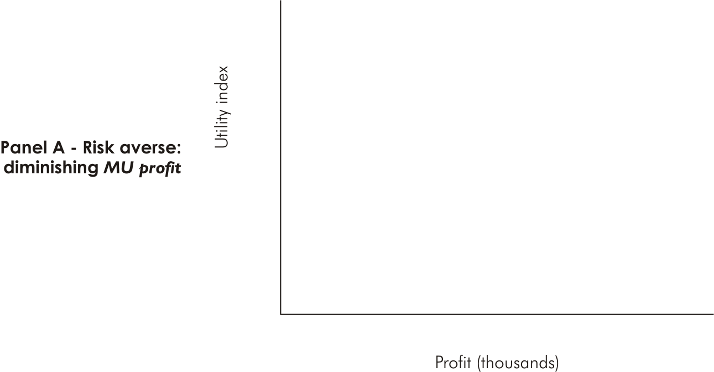 Utility index
Panel A - Risk averse:
diminishing MU profit
Profit (thousands)